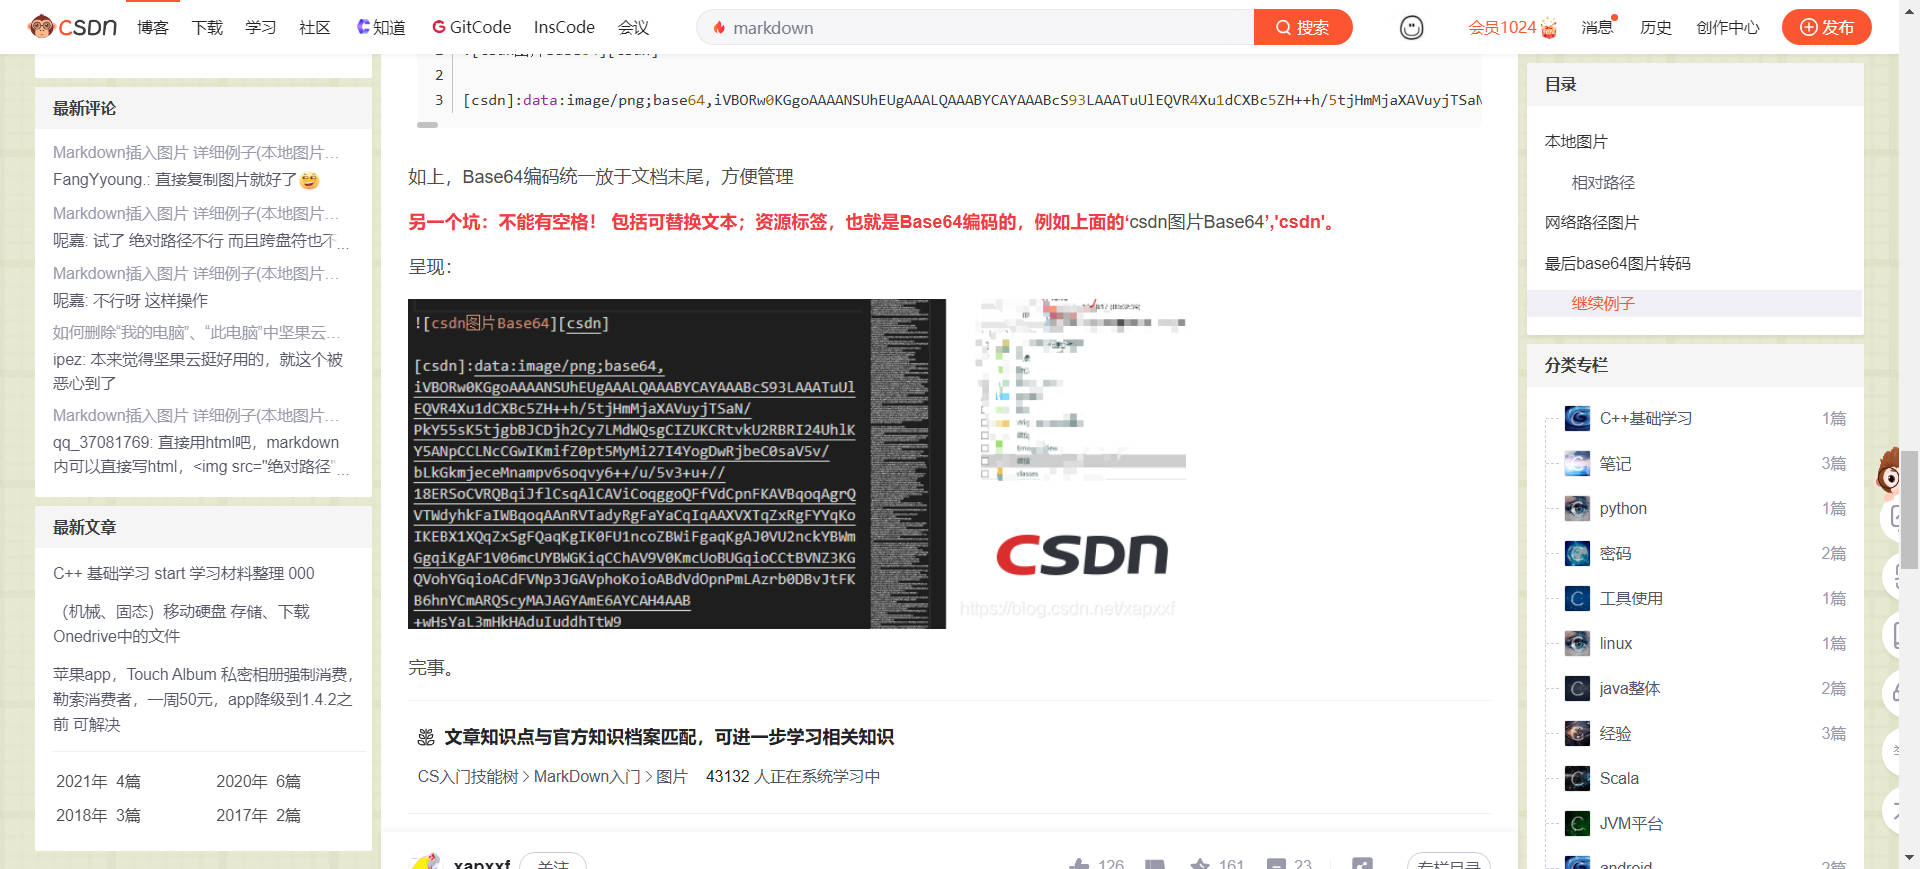 CSDN 博客 下载 学习 社区 知道 GitCode InsCode 会议 markdown 搜索 会员1024 消息 历史 创作中心 发布
最新评论
Markdown插入图片 详细例子(本地图片…
FangYyoung.: 直接复制图片就好了
Markdown插入图片 详细例子(本地图片…
呢嘉: 试了 绝对路径不行 而且跨盘符也不…
Markdown插入图片 详细例子(本地图片…
呢嘉: 不行呀 这样操作
如何删除“我的电脑”、“此电脑”中坚果云…
ipez: 本来觉得坚果云挺好用的，就这个被
恶心到了
Markdown插入图片 详细例子(本地图片…
qq_37081769: 直接用html吧，markdown
内可以直接写html，<img src="绝对路径"…
最新文章
C++ 基础学习 start 学习材料整理 000
（机械、固态）移动硬盘 存储、下载
Onedrive中的文件
苹果app，Touch Album 私密相册强制消费，
勒索消费者，一周50元，app降级到1.4.2之
前 可解决
2021年 4篇 2020年 6篇
2018年 3篇 2017年 2篇
2
3 [csdn]:data:image/png;base64,iVBORw0KGgoAAAANSUhEUgAAALQAAABYCAYAAABcS93LAAATuUlEQVR4Xu1dCXBc5ZH++h/5tjHmMjaXAVuyjTSaN
如上，Base64编码统一放于文档末尾，方便管理
另一个坑：不能有空格！ 包括可替换文本；资源标签，也就是Base64编码的，例如上面的‘csdn图片Base64’,'csdn'。
呈现：
![csdn图片Base64][csdn]
[csdn]:data:image/png;base64,
iVBORw0KGgoAAAANSUhEUgAAALQAAABYCAYAAABcS93LAAATuUl
EQVR4Xu1dCXBc5ZH++h/5tjHmMjaXAVuyjTSaN/
PkY55sK5tjgbBJCDjh2Cy7LMdWQsgCIZUKCRtvkU2RBRI24UhlK
Y5ANpCCLNcCGwIKmifZ0pt5MyMi27I4YogDwRjbeC0saV5v/
bLkGkmjeceMnampv6soqvy6++/u/5v3+u+//
18ERSoCVRQBqiJflCsqAlCAViCoqggoQFfVdCpnFKAVBqoqAgrQ
VTWdyhkFaIWBqoqAAnRVTadyRgFaYaCqIqAAXVXTqZxRgFYYqKo
IKEBX1XQqZxSgFQaqKgIK0FU1ncoZBWiFgaqKgAJ0VU2nckYBWm
GgqiKgAF1V06mcUYBWGKiqCChAV9V0KmcUoBUGqioCCtBVNZ3KG
QVohYGqioACdFVNp3JGAVphoKoioABdVdOpnPmLAzrb0DBvJtFK
B6hnYCmARQScyMAJAGYAmE6AYCAH4AAB
+wHsYaL3mHkHAduIuddhTtW9
CSDN
https://blog.csdn.net/xapxxf
完事。
文章知识点与官方知识档案匹配，可进一步学习相关知识
CS入门技能树 MarkDown入门 图片 43132 人正在系统学习中
xapxxf 关注 126 161 23 专栏目录
目录
本地图片
相对路径
网络路径图片
最后base64图片转码
继续例子
分类专栏
C++基础学习 1篇
笔记 3篇
python 1篇
密码 2篇
工具使用 1篇
linux 1篇
java整体 2篇
经验 3篇
Scala
JVM平台
android 2篇